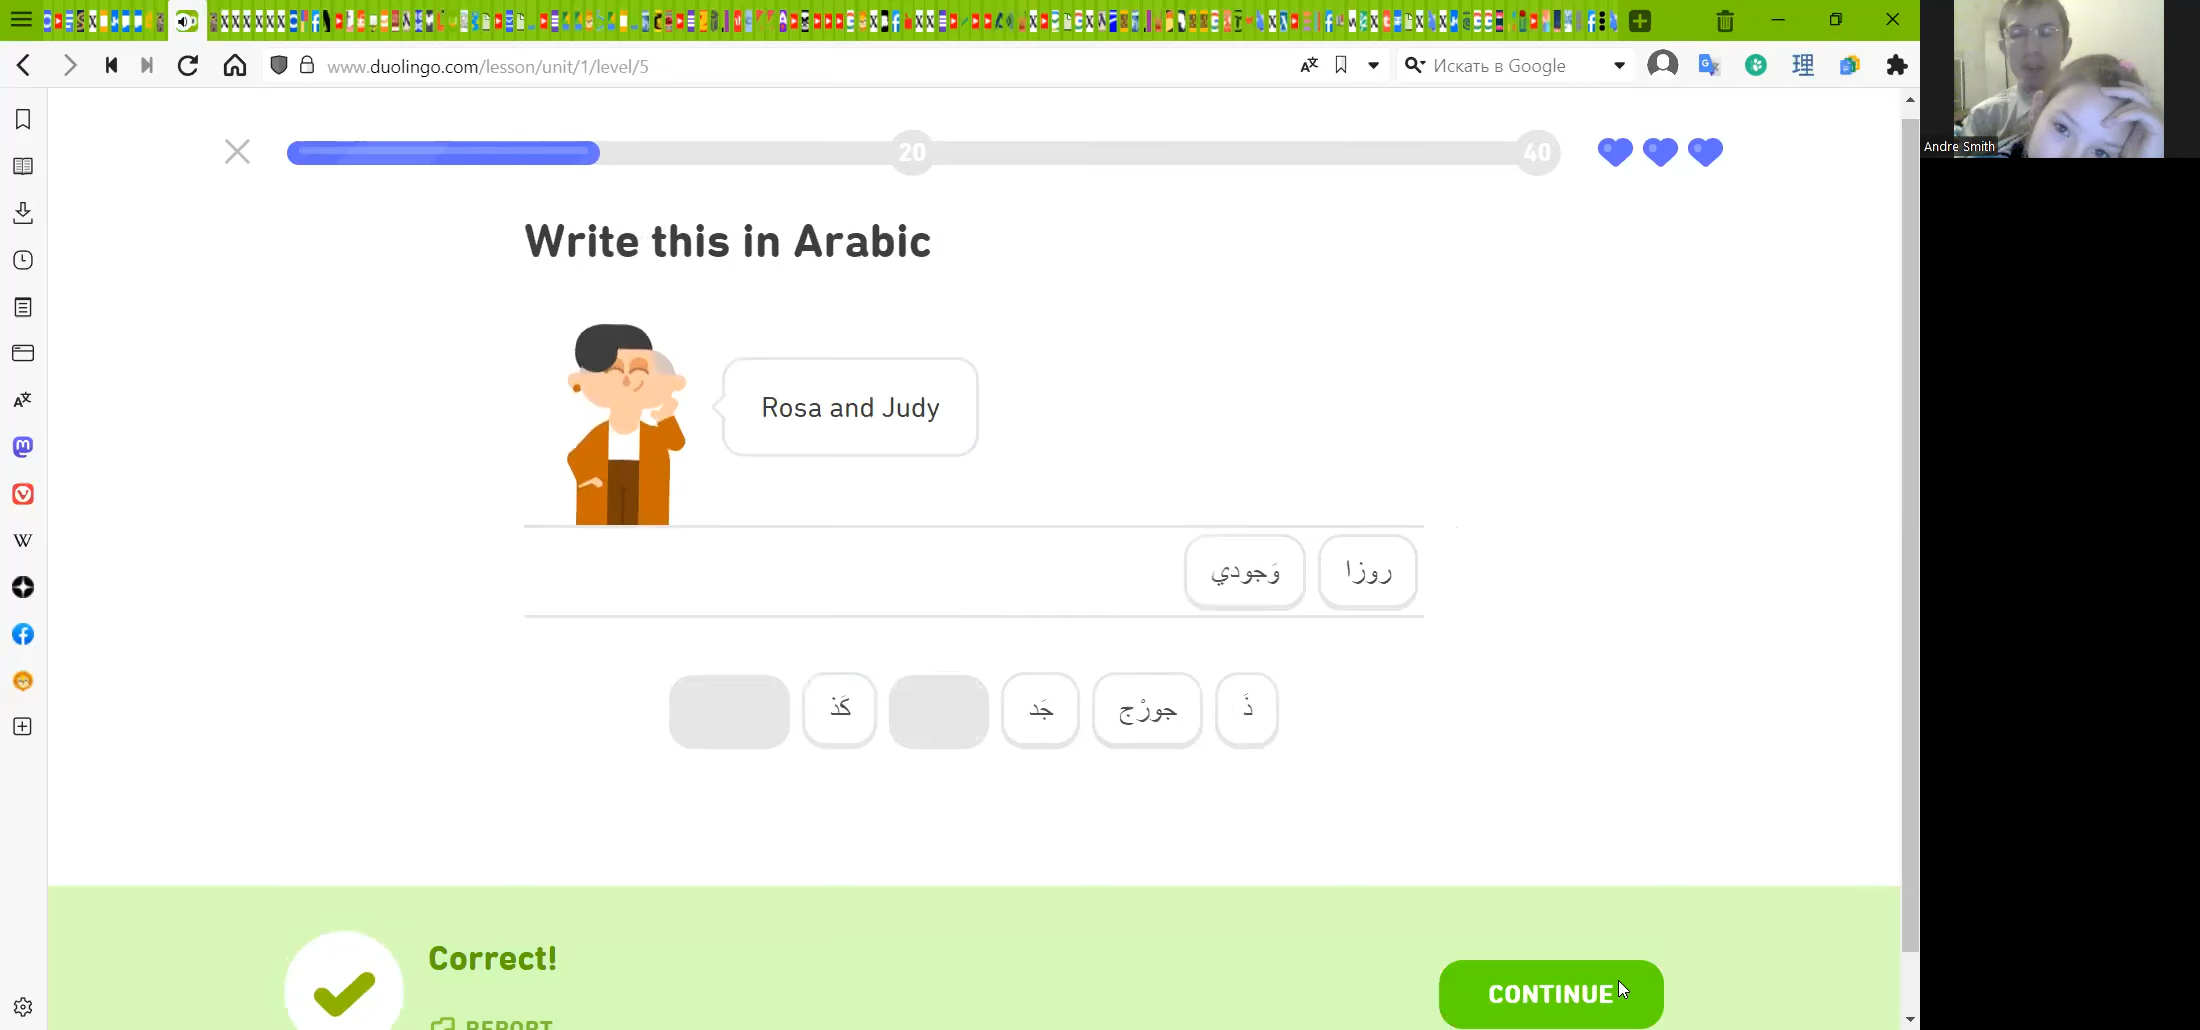 www.duolingo.com/lesson/unit/1/level/5
Искать в Google
Andre Smith
20
40
Write this in Arabic
Rosa and Judy
روزا وَجودي
ذَ جورْج جَد كَذ
Correct!
REPORT
CONTINUE